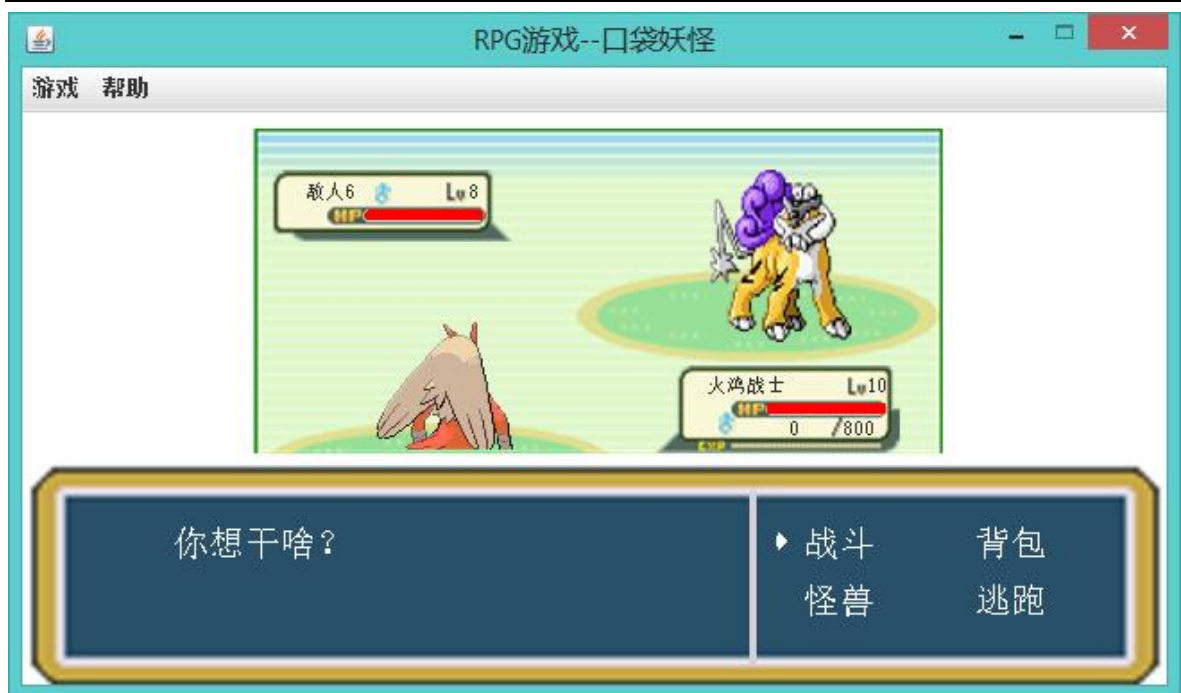 RPG游戏--口袋妖怪
游戏 帮助
敌人6 Lv8
HP
火鸡战士 Lv10
HP
0 /800
EXP
你想干啥？
战斗 背包
怪兽 逃跑